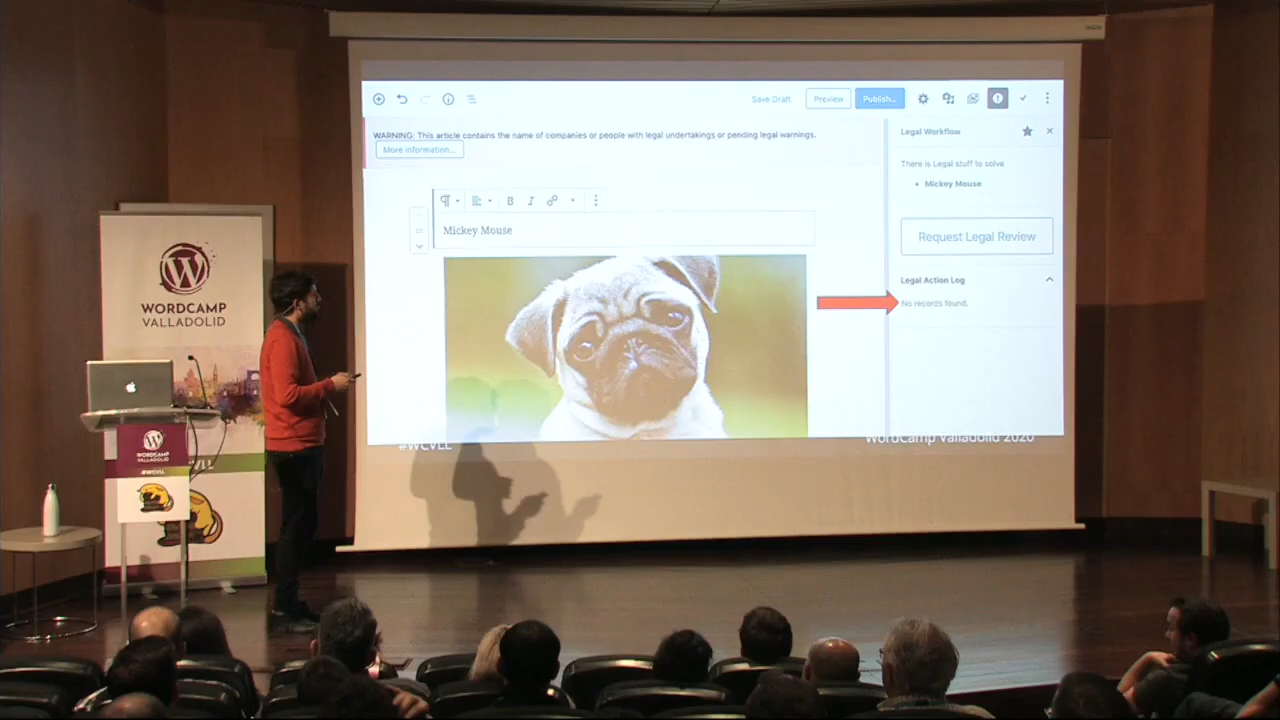 Save Draft
Preview
Publish...
WARNING: This article contains the name of companies or people with legal undertakings or pending legal warnings.
More information...
Legal Workflow
There is Legal stuff to solve
Mickey Mouse
B
I
Mickey Mouse
Request Legal Review
Legal Action Log
No records found.
#WCVLL
WordCamp Valladolid 2020
WORDCAMP
VALLADOLID
WORDCAMP
VALLADOLID
#WCVLL